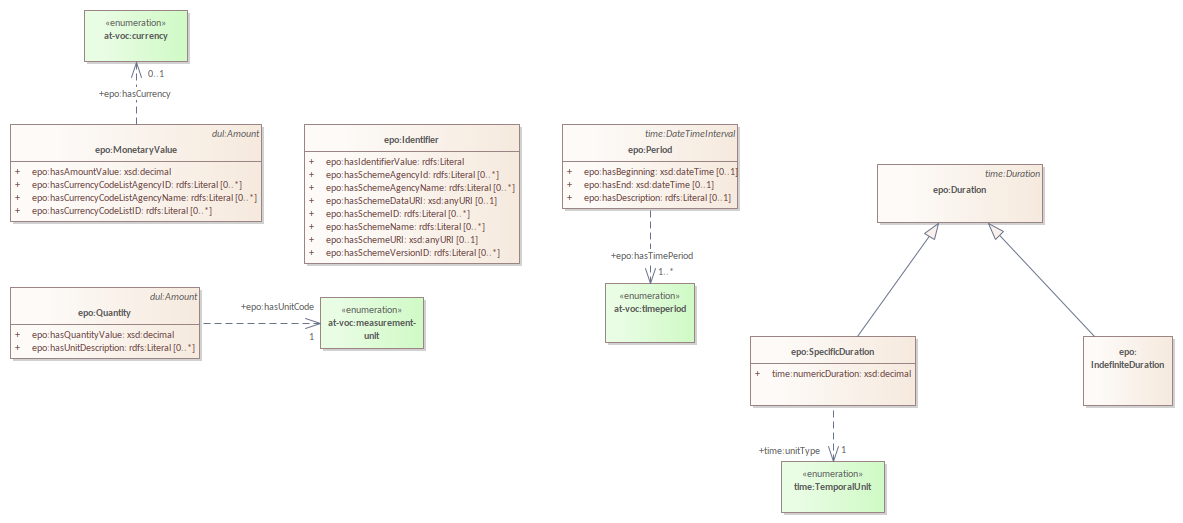 «enumeration»
at-voc:currency
0..1
+epo:hasCurrency
dul:Amount
epo:MonetaryValue
+ epo:hasAmountValue: xsd:decimal
+ epo:hasCurrencyCodeListAgencyID: rdfs:Literal [0..*]
+ epo:hasCurrencyCodeListAgencyName: rdfs:Literal [0..*]
+ epo:hasCurrencyCodeListID: rdfs:Literal [0..*]
epo:Identifier
+ epo:hasIdentifierValue: rdfs:Literal
+ epo:hasSchemeAgencyId: rdfs:Literal [0..*]
+ epo:hasSchemeAgencyName: rdfs:Literal [0..*]
+ epo:hasSchemeDataURI: xsd:anyURI [0..1]
+ epo:hasSchemeID: rdfs:Literal [0..*]
+ epo:hasSchemeName: rdfs:Literal [0..*]
+ epo:hasSchemeURI: xsd:anyURI [0..1]
+ epo:hasSchemeVersionID: rdfs:Literal [0..*]
time:DateTimeInterval
epo:Period
+ epo:hasBeginning: xsd:dateTime [0..1]
+ epo:hasEnd: xsd:dateTime [0..1]
+ epo:hasDescription: rdfs:Literal [0..1]
+epo:hasTimePeriod
1..*
«enumeration»
at-voc:timeperiod
time:Duration
epo:Duration
dul:Amount
epo:Quantity
+ epo:hasQuantityValue: xsd:decimal
+ epo:hasUnitDescription: rdfs:Literal [0..*]
+epo:hasUnitCode
1
«enumeration»
at-voc:measurement-
unit
epo:SpecificDuration
+ time:numericDuration: xsd:decimal
epo:
IndefiniteDuration
+time:unitType
1
«enumeration»
time:TemporalUnit